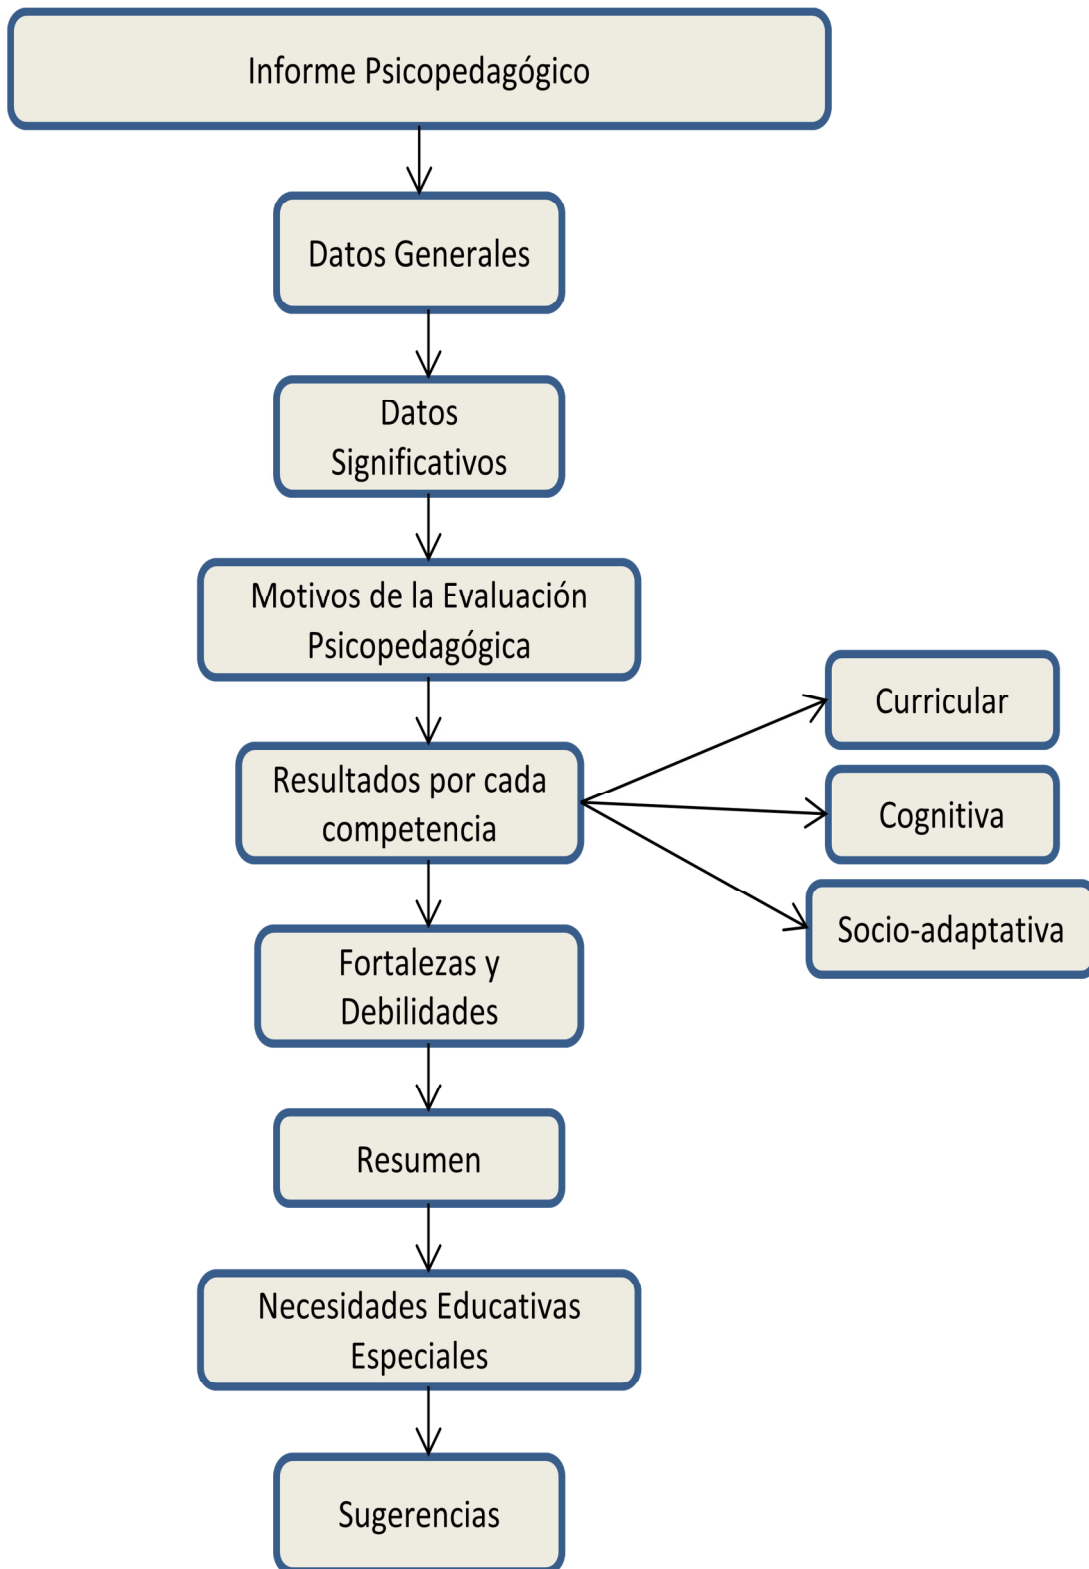 Informe Psicopedagógico
Datos Generales
Datos
Significativos
Motivos de la Evaluación
Psicopedagógica
Resultados por cada
competencia
Curricular
Cognitiva
Socio-adaptativa
Fortalezas y
Debilidades
Resumen
Necesidades Educativas
Especiales
Sugerencias